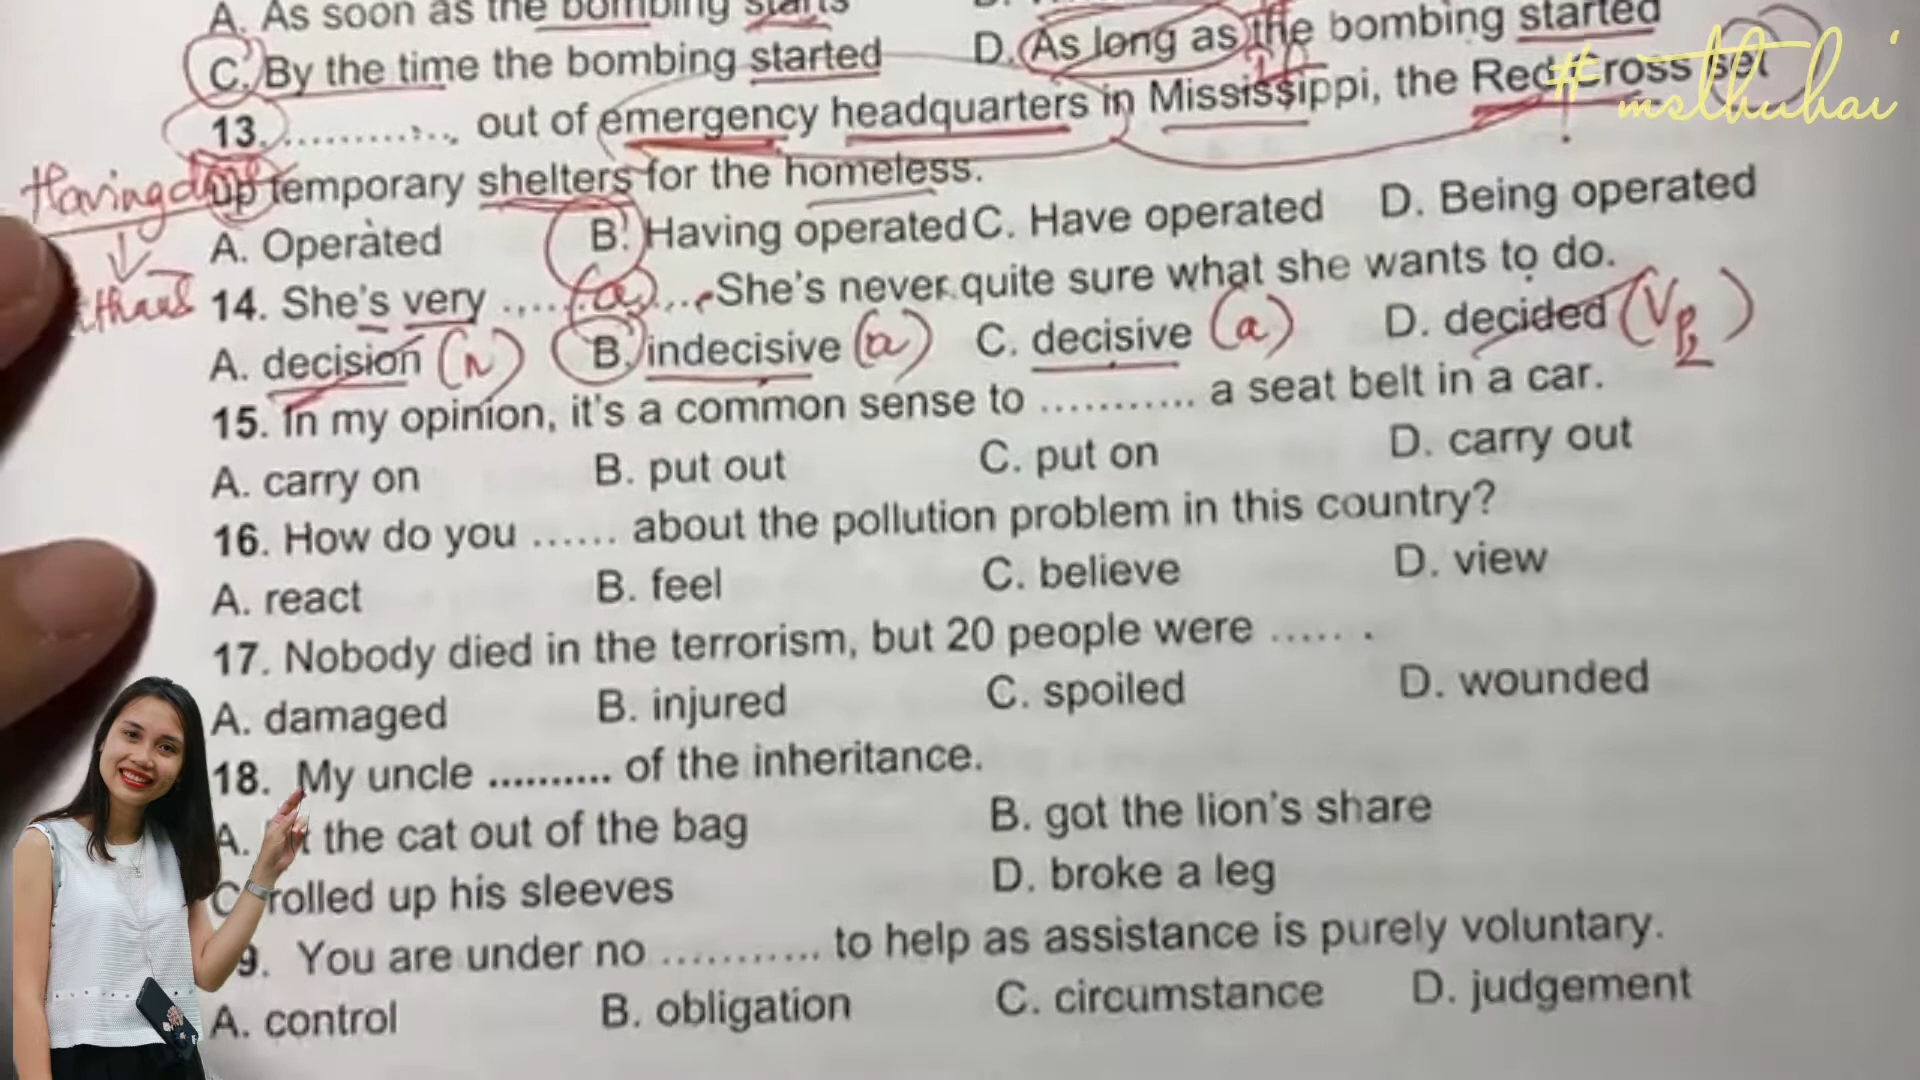 A. As soon as the bombing starts
C. By the time the bombing started D. As long as the bombing started
#msthuhai
13. ............, out of emergency headquarters in Mississippi, the Red Cross set
up temporary shelters for the homeless.
A. Operated B. Having operated C. Have operated D. Being operated
14. She's very ..... (a) ..... She's never quite sure what she wants to do.
A. decision (n) B. indecisive (a) C. decisive (a) D. decided (Vp2)
15. In my opinion, it's a common sense to ........... a seat belt in a car.
A. carry on B. put out C. put on D. carry out
16. How do you ...... about the pollution problem in this country?
A. react B. feel C. believe D. view
17. Nobody died in the terrorism, but 20 people were .......
A. damaged B. injured C. spoiled D. wounded
18. My uncle .......... of the inheritance.
A. the cat out of the bag B. got the lion's share
C rolled up his sleeves D. broke a leg
9. You are under no ........... to help as assistance is purely voluntary.
A. control B. obligation C. circumstance D. judgement